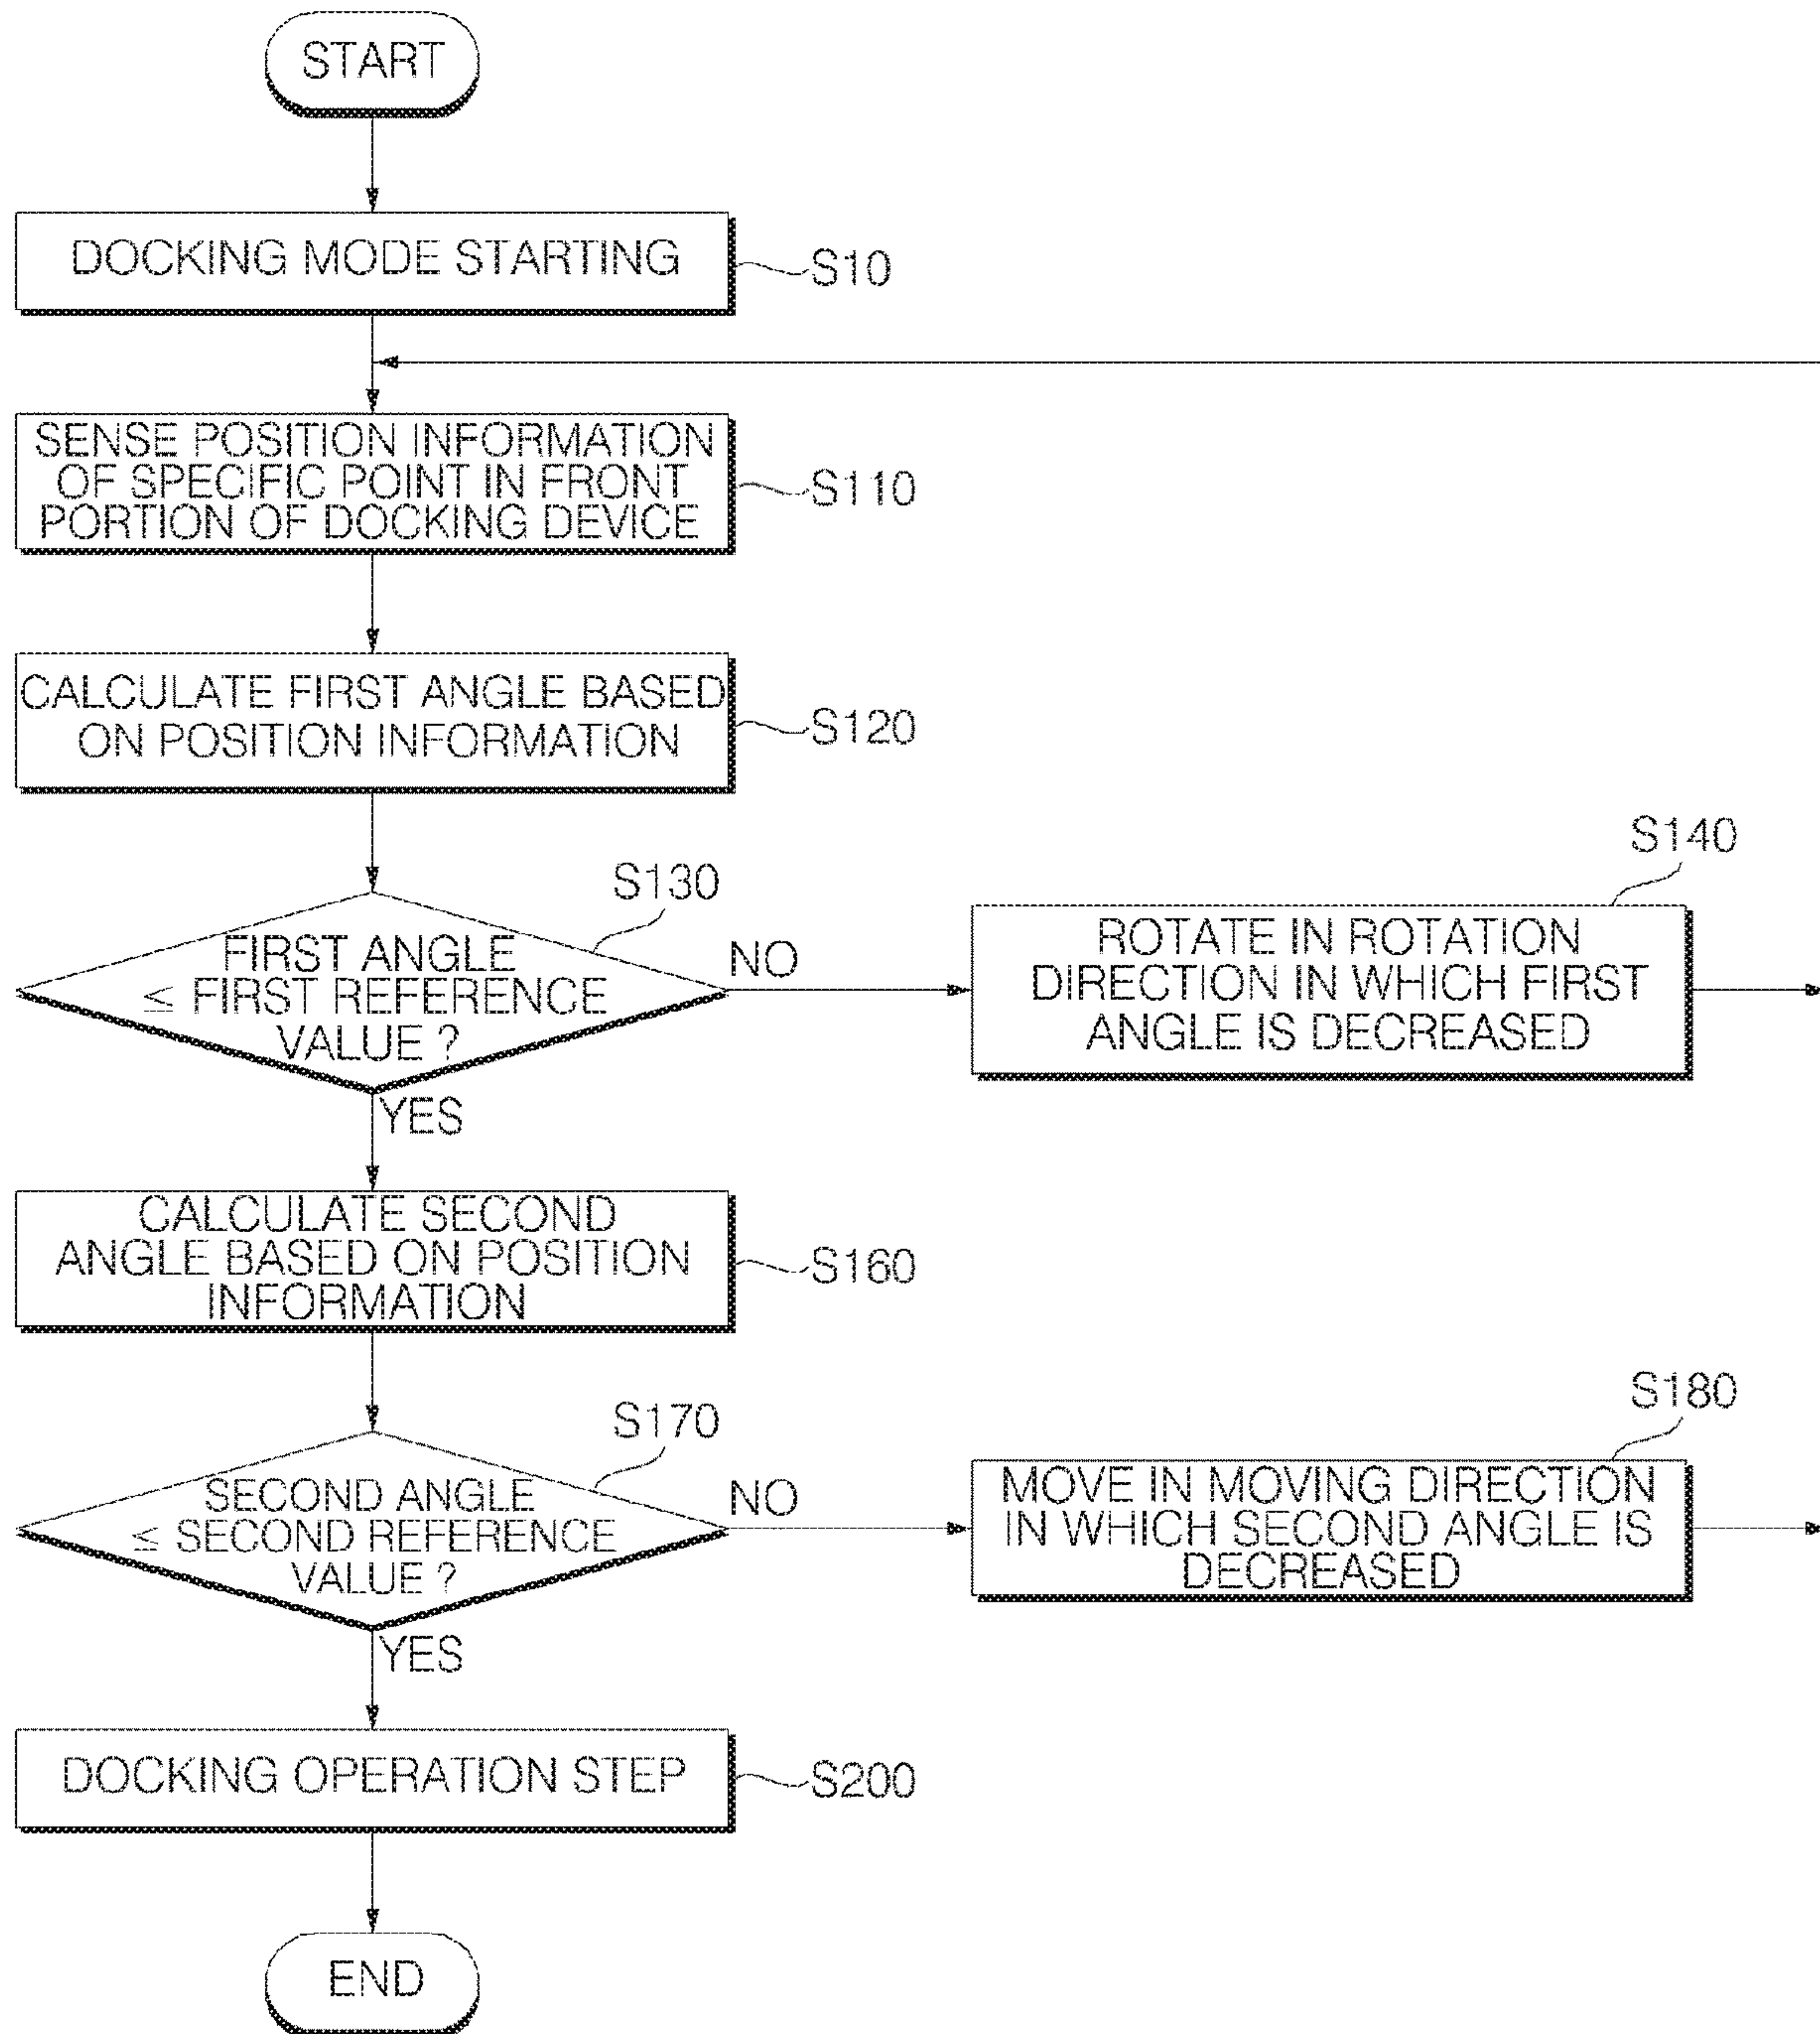 START
DOCKING MODE STARTING
S10
SENSE POSITION INFORMATION
OF SPECIFIC POINT IN FRONT
PORTION OF DOCKING DEVICE
S110
CALCULATE FIRST ANGLE BASED
ON POSITION INFORMATION
S120
S130
FIRST ANGLE
≤ FIRST REFERENCE
VALUE ?
NO
YES
S140
ROTATE IN ROTATION
DIRECTION IN WHICH FIRST
ANGLE IS DECREASED
CALCULATE SECOND
ANGLE BASED ON POSITION
INFORMATION
S160
S170
SECOND ANGLE
≤ SECOND REFERENCE
VALUE ?
NO
YES
S180
MOVE IN MOVING DIRECTION
IN WHICH SECOND ANGLE IS
DECREASED
DOCKING OPERATION STEP
S200
END